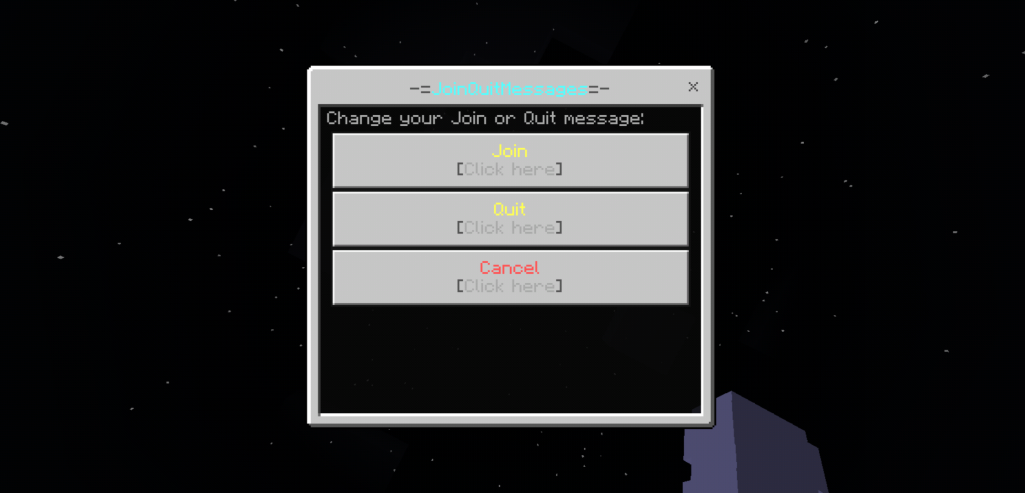 -=JoinQuitMessages=-
Change your Join or Quit message:
Join
[Click here]
Quit
[Click here]
Cancel
[Click here]